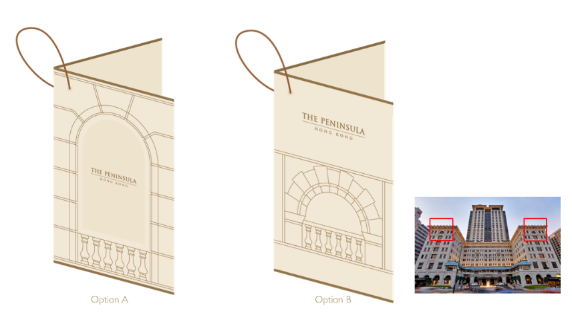 THE PENINSULA
HONG KONG
THE PENINSULA
HONG KONG
Option A
Option B